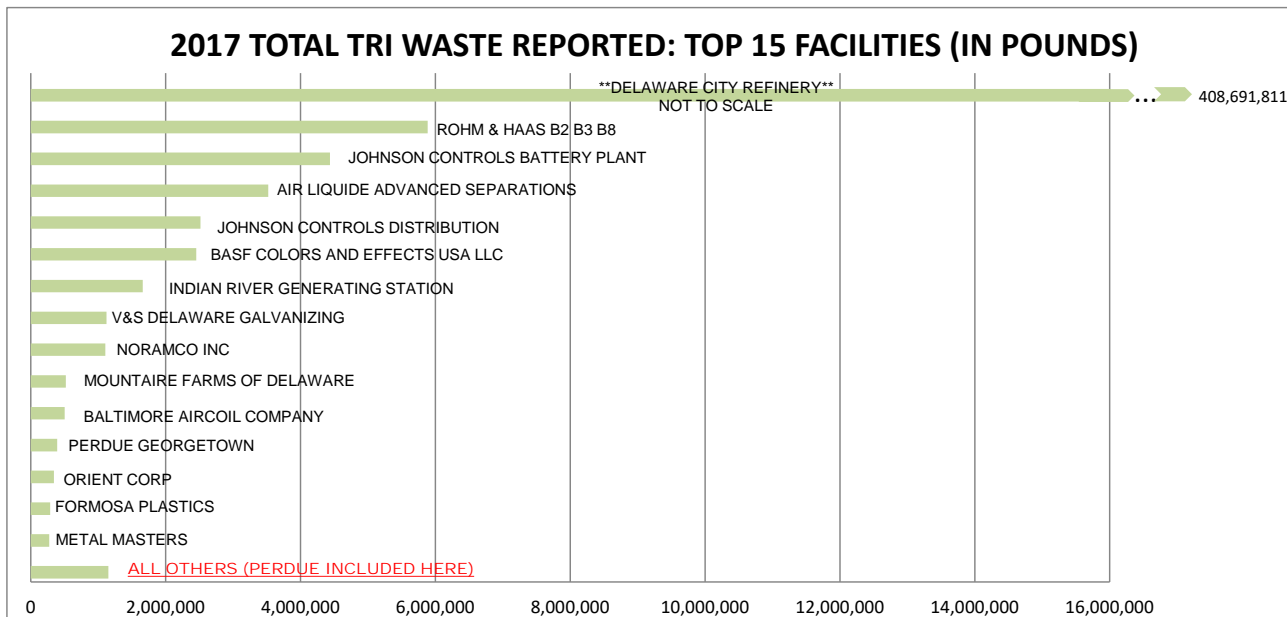 2017 TOTAL TRI WASTE REPORTED: TOP 15 FACILITIES (IN POUNDS)
**DELAWARE CITY REFINERY**
NOT TO SCALE
... 408,691,811
ROHM & HAAS B2 B3 B8
JOHNSON CONTROLS BATTERY PLANT
AIR LIQUIDE ADVANCED SEPARATIONS
JOHNSON CONTROLS DISTRIBUTION
BASF COLORS AND EFFECTS USA LLC
INDIAN RIVER GENERATING STATION
V&S DELAWARE GALVANIZING
NORAMCO INC
MOUNTAIRE FARMS OF DELAWARE
BALTIMORE AIRCOIL COMPANY
PERDUE GEORGETOWN
ORIENT CORP
FORMOSA PLASTICS
METAL MASTERS
ALL OTHERS (PERDUE INCLUDED HERE)
0 2,000,000 4,000,000 6,000,000 8,000,000 10,000,000 12,000,000 14,000,000 16,000,000